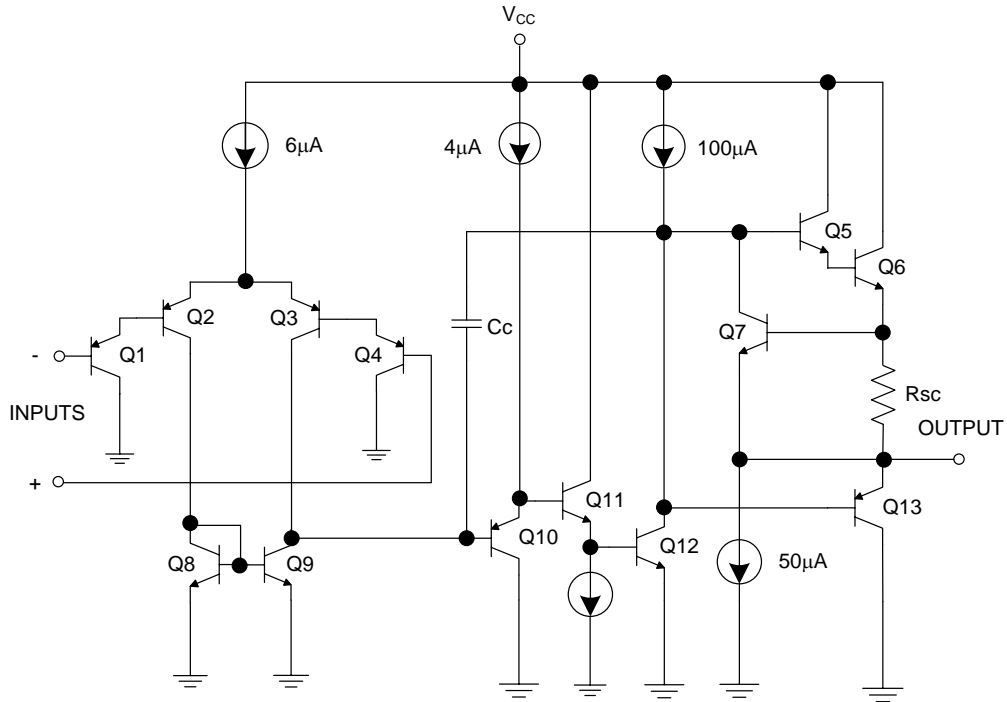 VCC
6μA
4μA
100μA
Q5
Q6
Q2
Q3
Cc
Q7
-
Q1
Q4
Rsc
INPUTS
OUTPUT
+
Q11
Q13
Q10
Q12
Q8
Q9
50μA